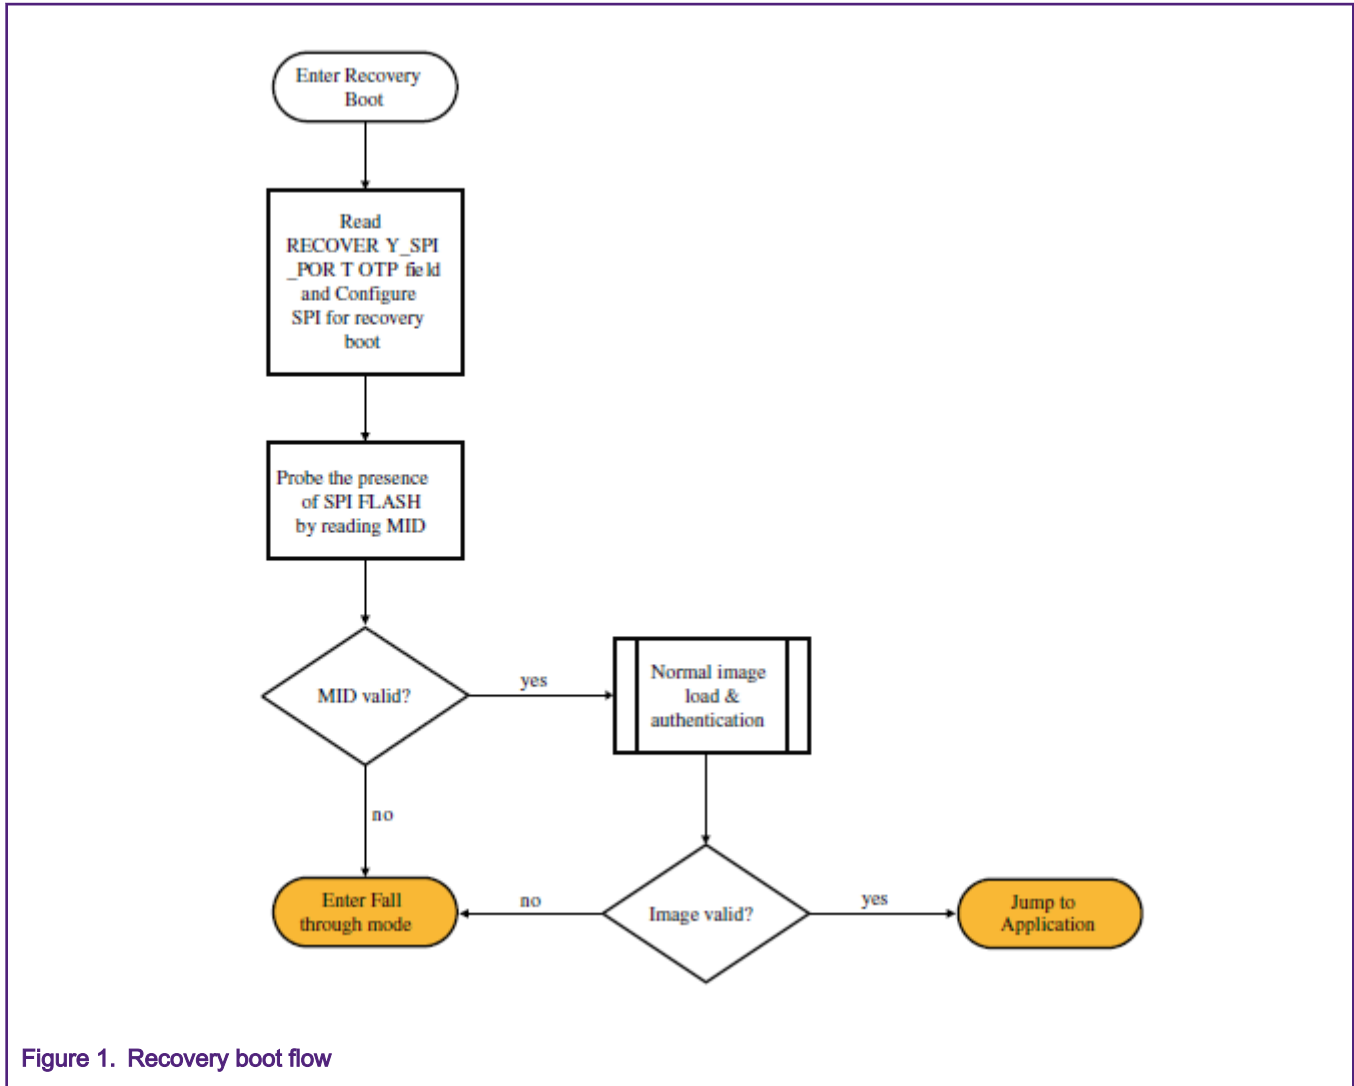 Enter Recovery
Boot
Read
RECOVER Y_SPI
_POR T OTP field
and Configure
SPI for recovery
boot
Probe the presence
of SPI FLASH
by reading MID
MID valid?
yes
Normal image
load &
authentication
no
Enter Fall
through mode
no
Image valid?
yes
Jump to
Application
Figure 1. Recovery boot flow